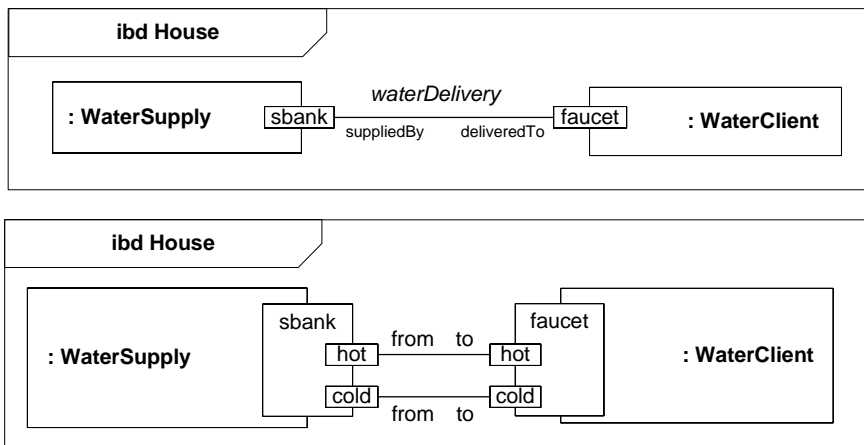 ibd House
waterDelivery
: WaterSupply
sbank
faucet
: WaterClient
suppliedBy
deliveredTo
ibd House
sbank
faucet
from to
: WaterSupply
hot
hot
: WaterClient
cold
cold
from to